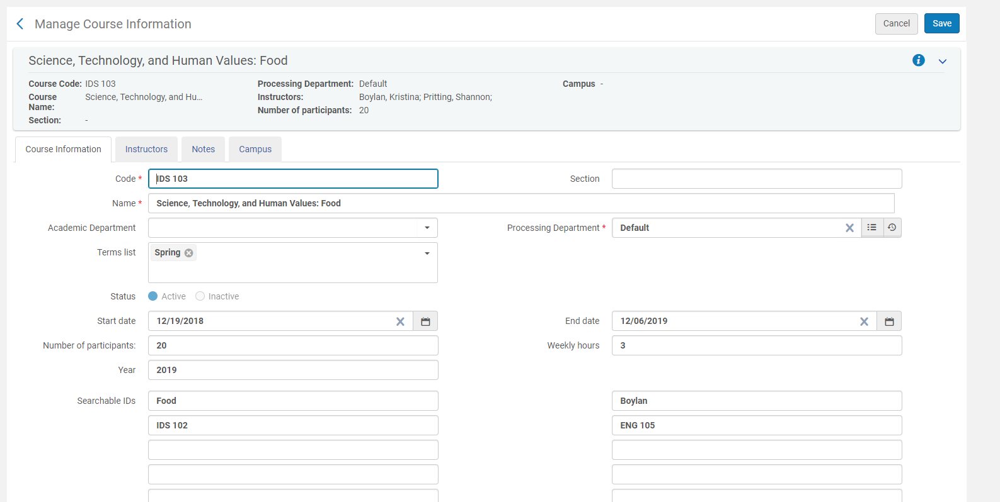 Manage Course Information
Cancel
Save
Science, Technology, and Human Values: Food
Course Code: IDS 103
Processing Department: Default
Campus -
Course Name: Science, Technology, and Hu...
Instructors: Boylan, Kristina; Pritting, Shannon;
Number of participants: 20
Section: -
Course Information
Instructors
Notes
Campus
Code * IDS 103
Section
Name * Science, Technology, and Human Values: Food
Academic Department
Processing Department * Default
Terms list Spring
Status Active Inactive
Start date 12/19/2018
End date 12/06/2019
Number of participants: 20
Weekly hours 3
Year 2019
Searchable IDs Food
Boylan
IDS 102
ENG 105